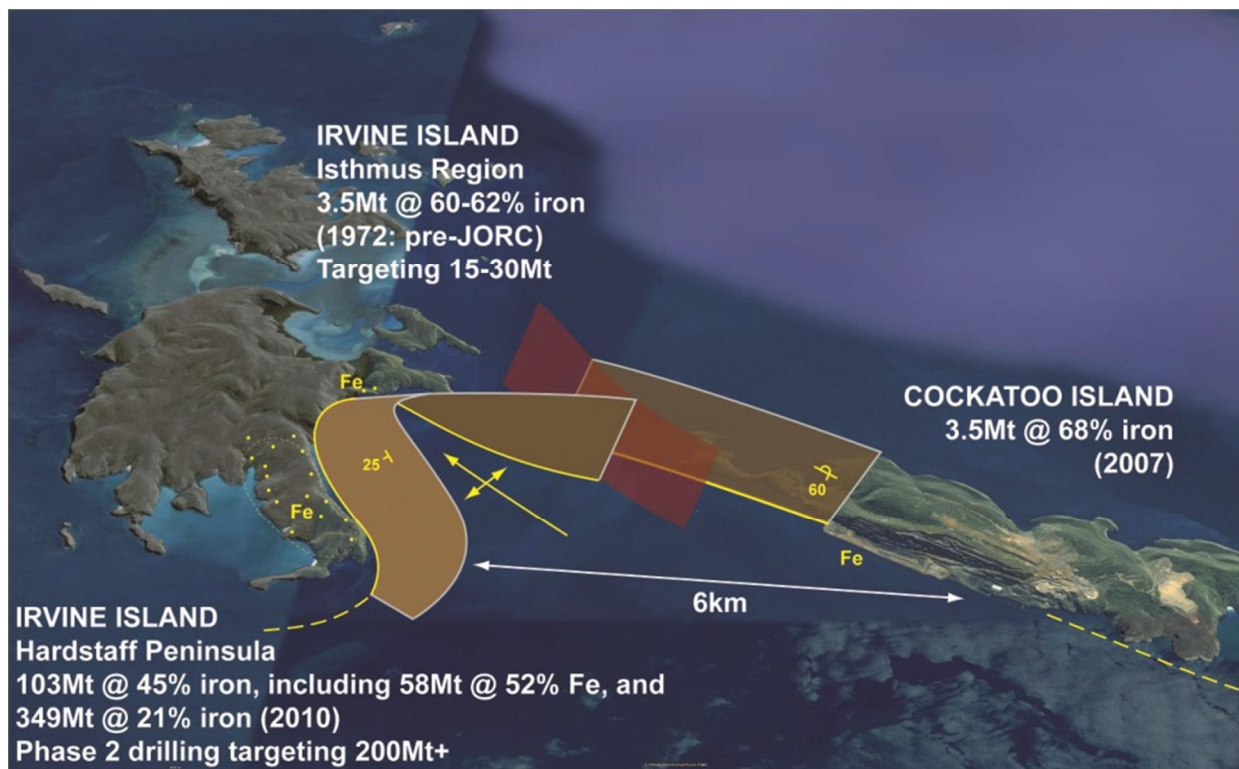 IRVINE ISLAND
Isthmus Region
3.5Mt @ 60-62% iron
(1972: pre-JORC)
Targeting 15-30Mt
Fe
COCKATOO ISLAND
3.5Mt @ 68% iron
(2007)
25
60
Fe
Fe
6km
IRVINE ISLAND
Hardstaff Peninsula
103Mt @ 45% iron, including 58Mt @ 52% Fe, and
349Mt @ 21% iron (2010)
Phase 2 drilling targeting 200Mt+